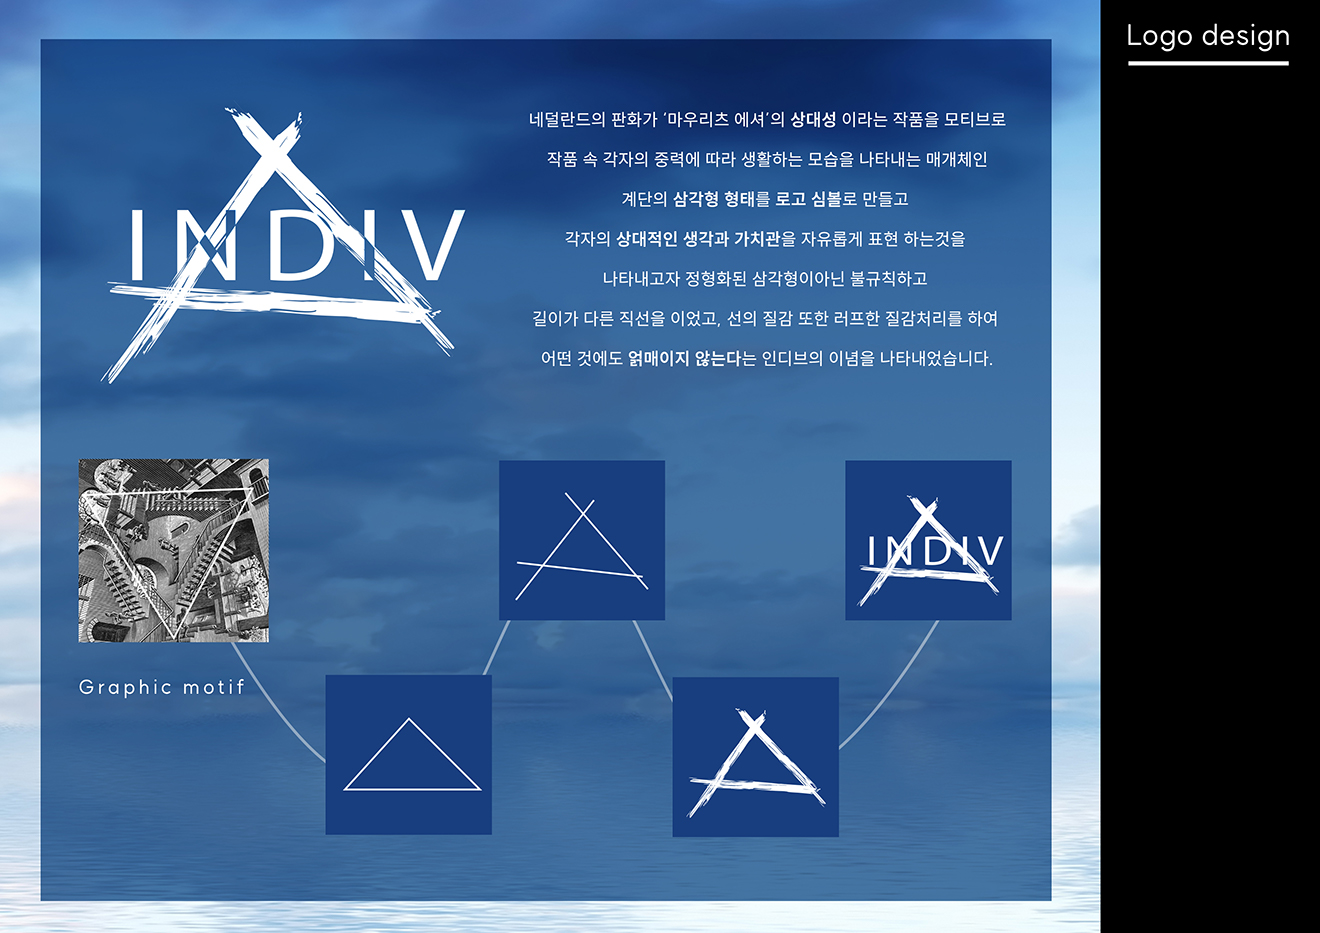 Logo design
INDIV
네덜란드의 판화가 '마우리츠 에셔'의 상대성 이라는 작품을 모티브로
작품 속 각자의 중력에 따라 생활하는 모습을 나타내는 매개체인
계단의 삼각형 형태를 로고 심볼로 만들고
각자의 상대적인 생각과 가치관을 자유롭게 표현 하는것을
나타내고자 정형화된 삼각형이아닌 불규칙하고
길이가 다른 직선을 이었고, 선의 질감 또한 러프한 질감처리를 하여
어떤 것에도 얽매이지 않는다는 인디브의 이념을 나타내었습니다.
INDIV
Graphic motif